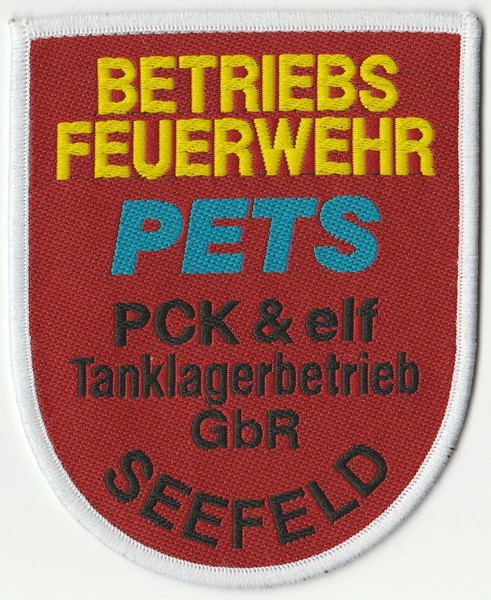 BETRIEBS
FEUERWEHR
PETS
PCK & elf
Tanklagerbetrieb
GbR
SEEFELD